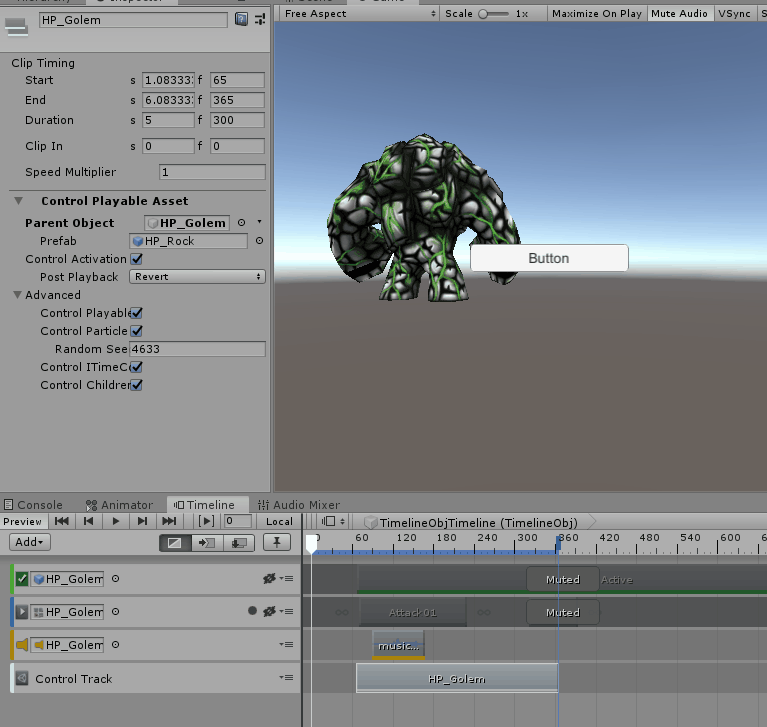 HP_Golem
Clip Timing
Start s 1.08333 f 65
End s 6.08333 f 365
Duration s 5 f 300
Clip In s 0 f 0
Speed Multiplier 1
Control Playable Asset
Parent Object HP_Golem
Prefab HP_Rock
Control Activation
Post Playback Revert
Advanced
Control Playable
Control Particle
Random See 4633
Control ITimeC
Control Children
Free Aspect Scale 1x Maximize On Play Mute Audio VSync S
Button
Console Animator Timeline Audio Mixer
Preview 0 Local TimelineObjTimeline (TimelineObj)
Add 0 60 120 180 240 300 360 420 480 540 600 6
HP_Golem Muted Active
HP_Golem Attack01 Muted
HP_Golem music...
Control Track HP_Golem